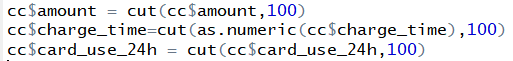 cc$amount = cut(cc$amount,100)
cc$charge_time=cut(as.numeric(cc$charge_time),100)
cc$card_use_24h = cut(cc$card_use_24h,100)